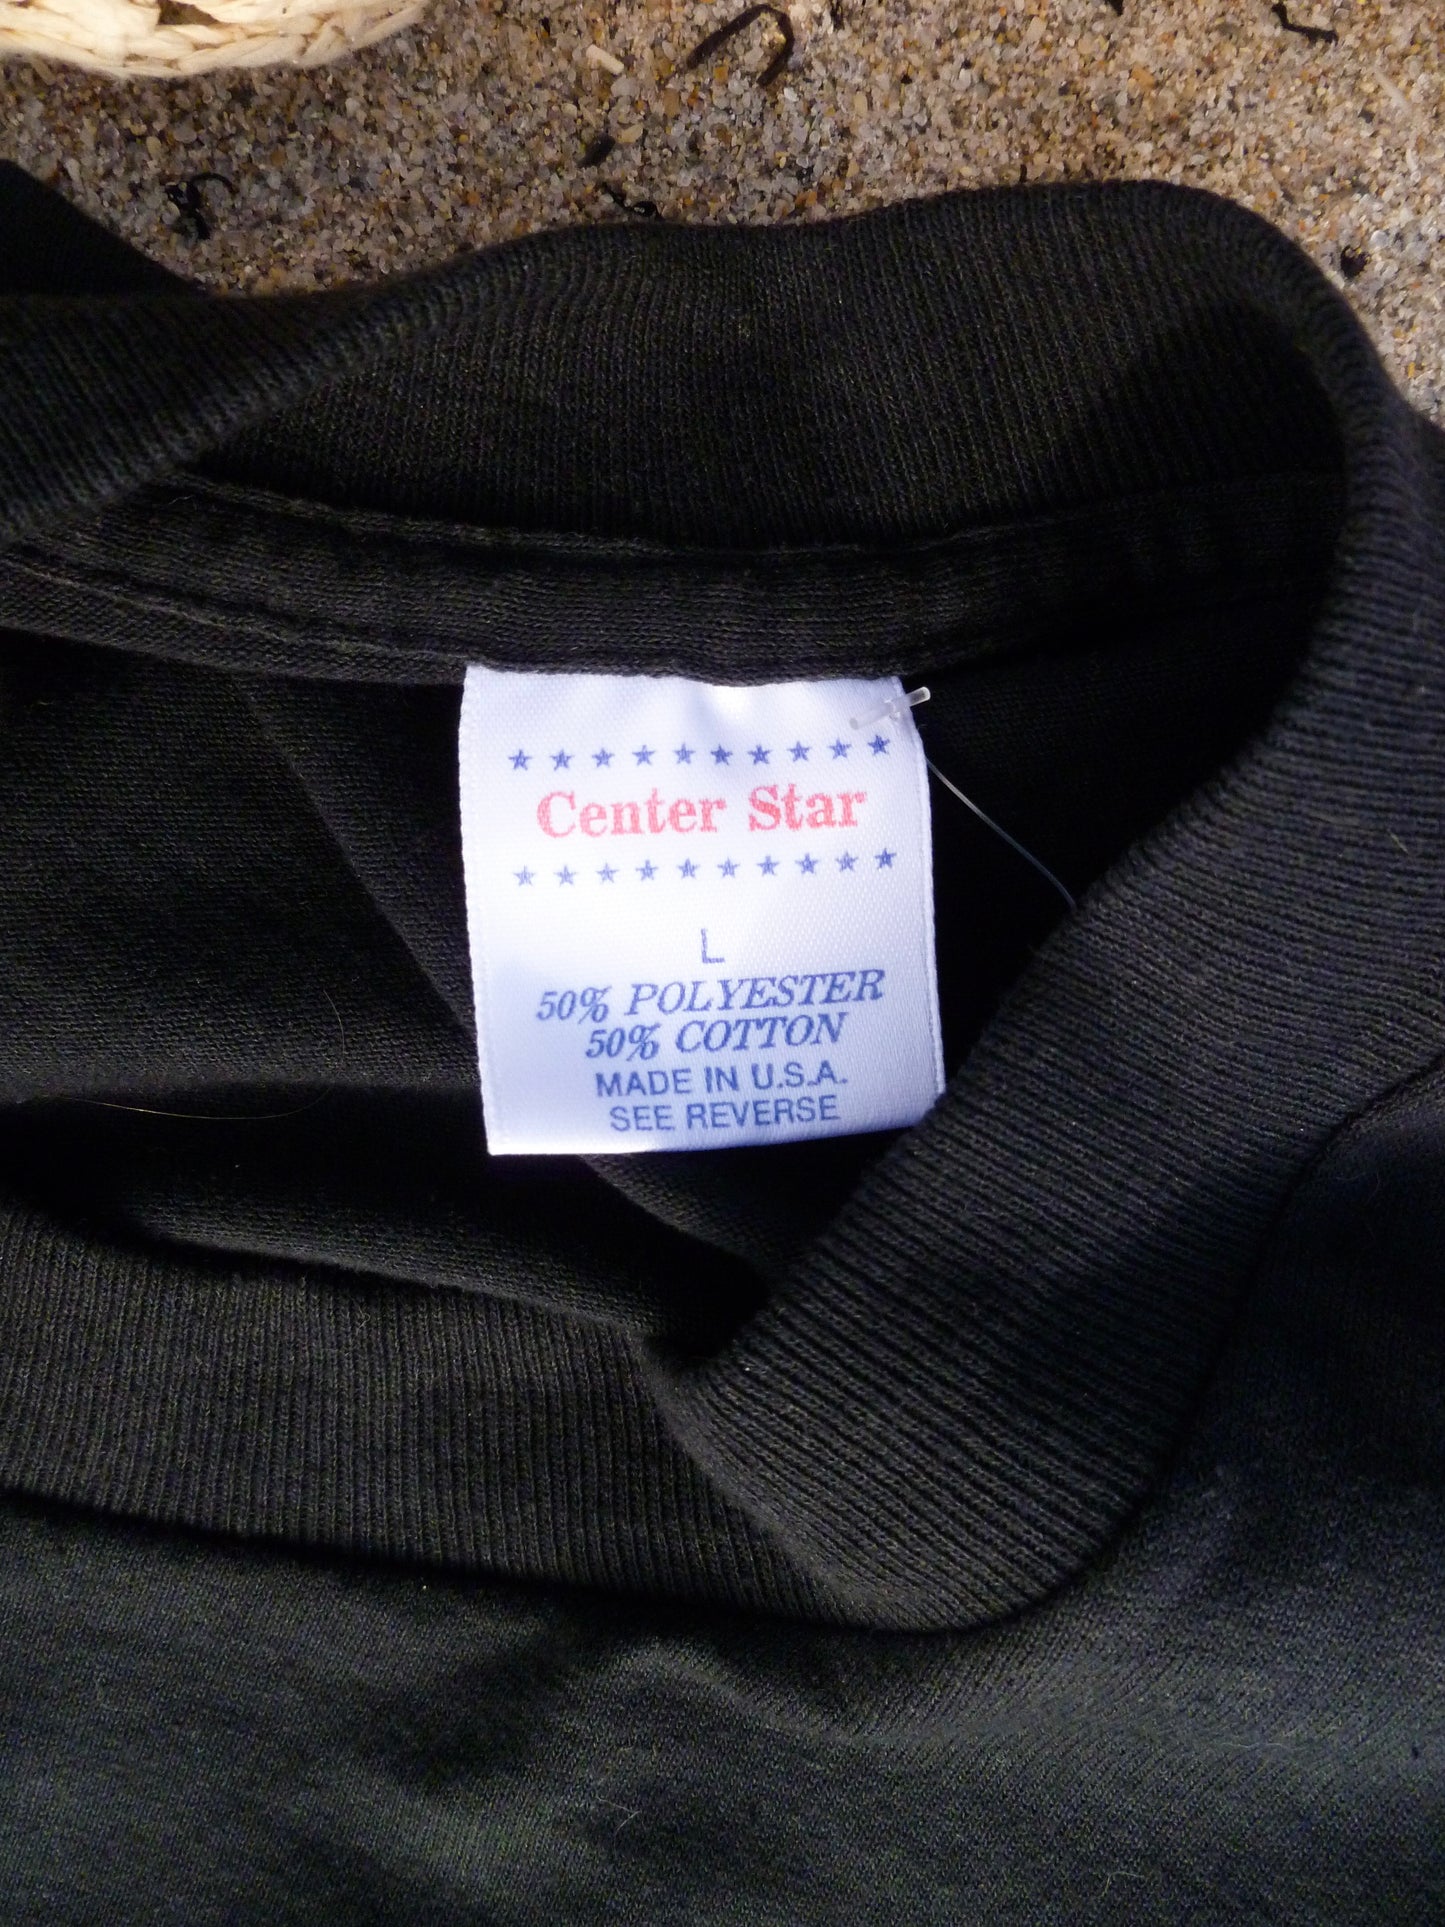 Center Star
L
50% POLYESTER
50% COTTON
MADE IN U.S.A.
SEE REVERSE